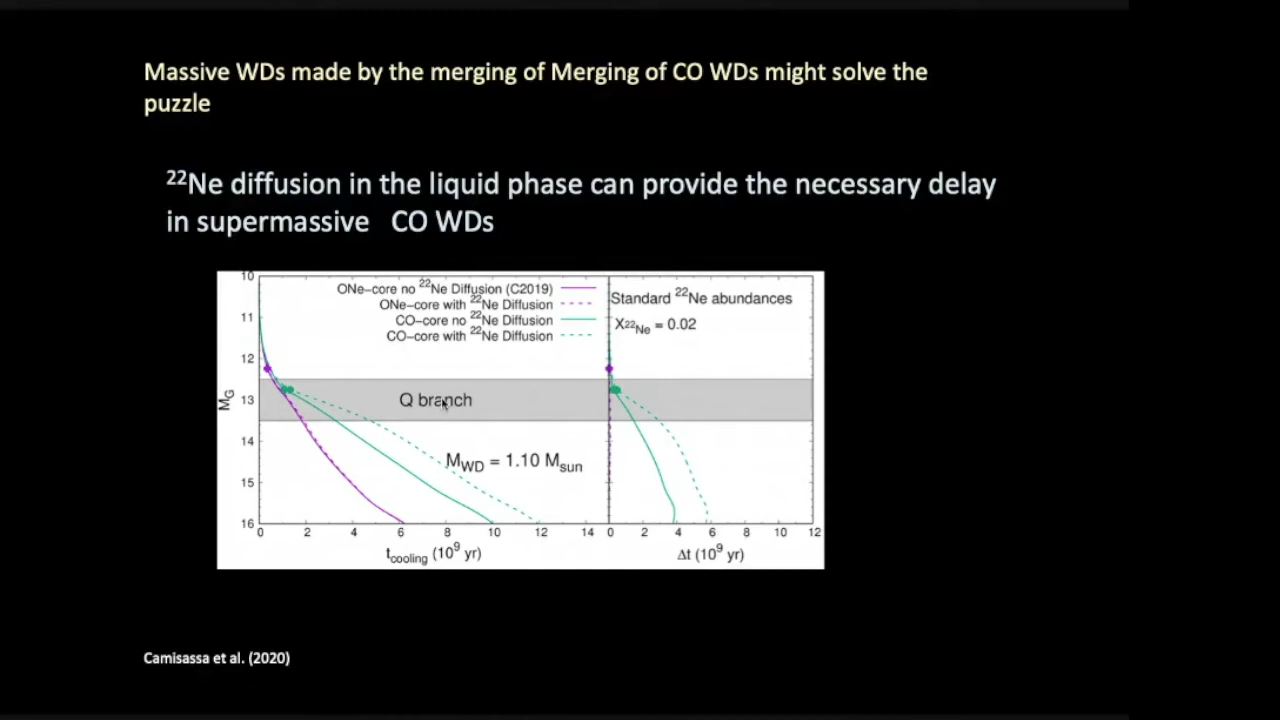 Massive WDs made by the merging of Merging of CO WDs might solve the
puzzle
²²Ne diffusion in the liquid phase can provide the necessary delay
in supermassive CO WDs
ONe–core no ²²Ne Diffusion (C2019)
ONe–core with ²²Ne Diffusion
CO–core no ²²Ne Diffusion
CO–core with ²²Ne Diffusion
Standard ²²Ne abundances
X22Ne = 0.02
10
11
12
13
14
15
16
MG
Q branch
MWD = 1.10 Msun
0 2 4 6 8 10 12 14
0 2 4 6 8 10 12
tcooling (10⁹ yr)
Δt (10⁹ yr)
Camisassa et al. (2020)